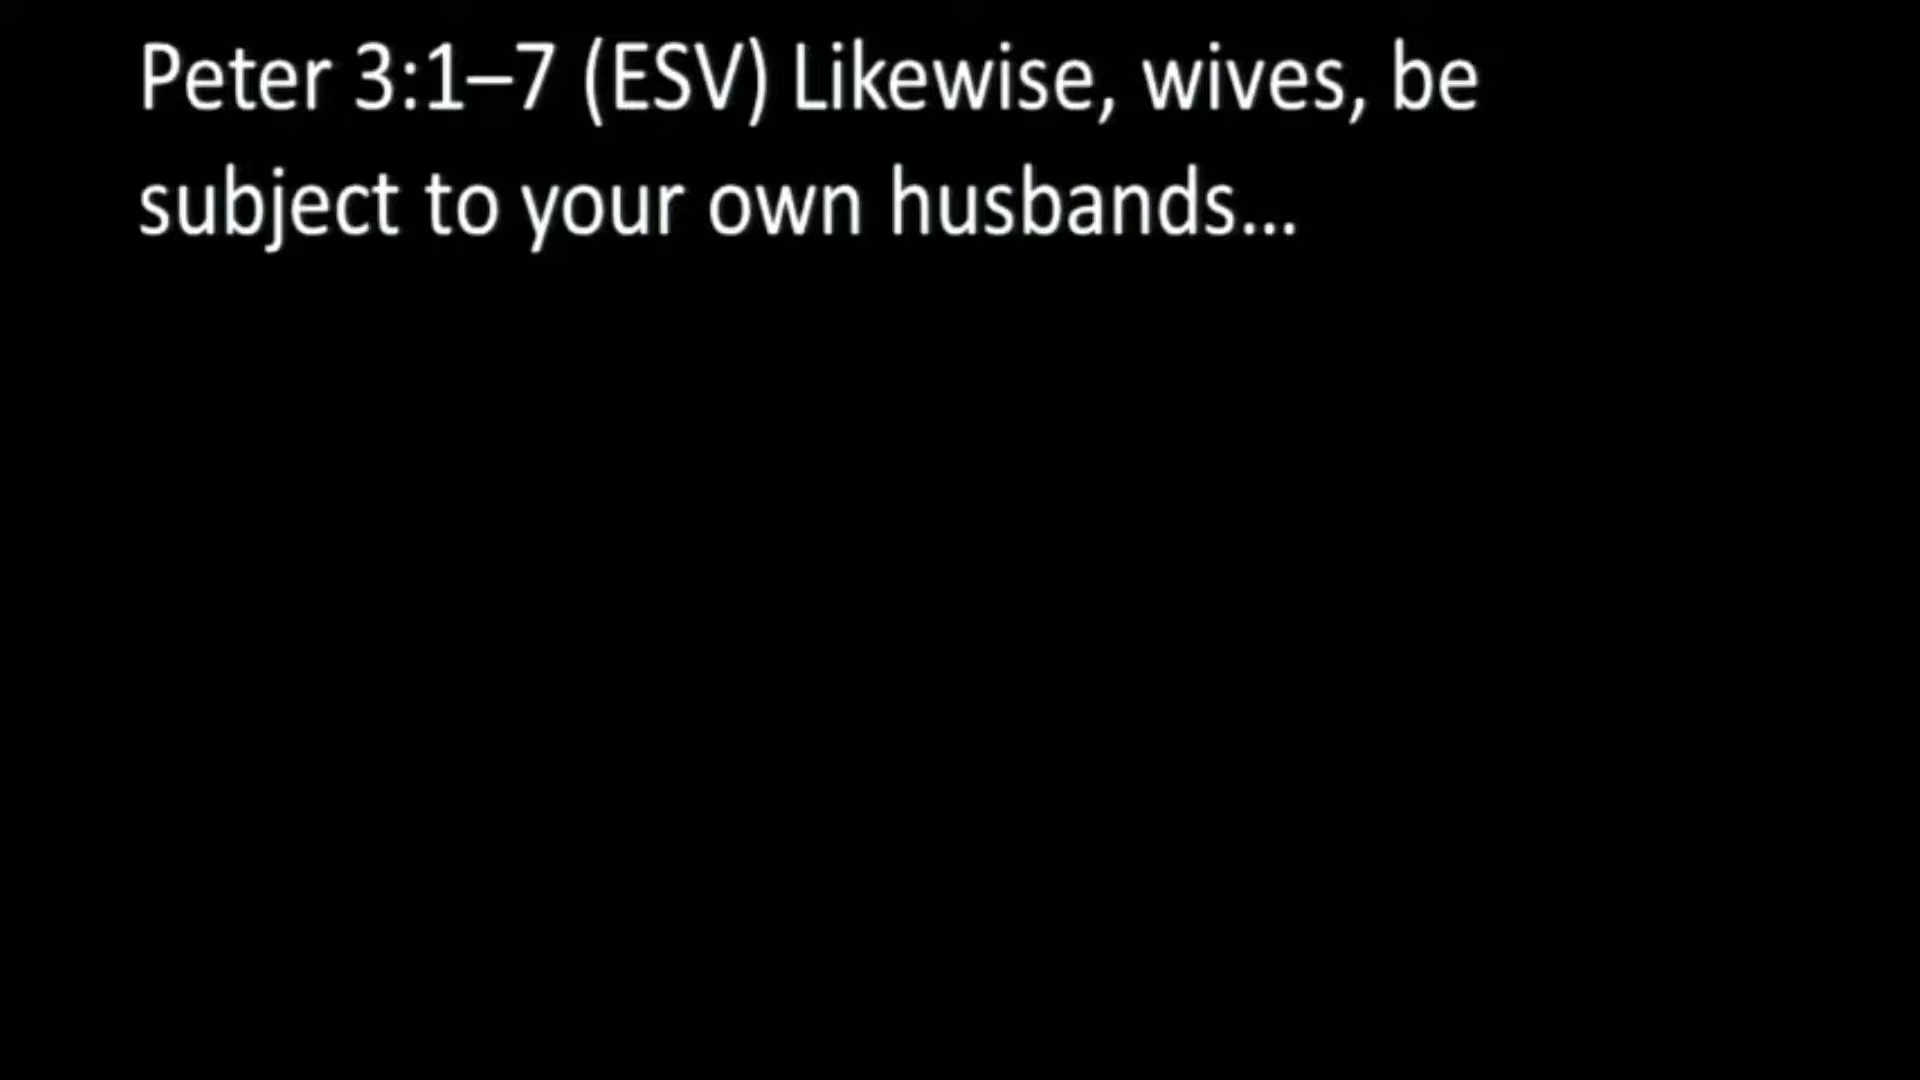 Peter 3:1–7 (ESV) Likewise, wives, be
subject to your own husbands...